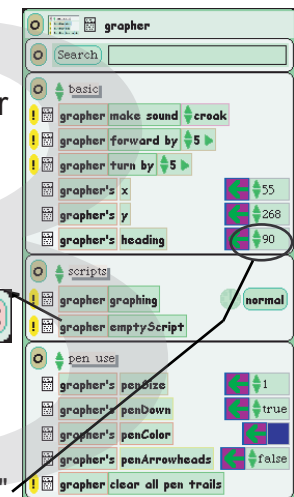 grapher
Search
basic
! grapher make sound croak
! grapher forward by 5
! grapher turn by 5
grapher's x 55
grapher's y 268
grapher's heading 90
scripts
! grapher graphing normal
! grapher emptyScript
pen use
grapher's penSize 1
grapher's penDown true
grapher's penColor
grapher's penArrowheads false
! grapher clear all pen trails
r
"